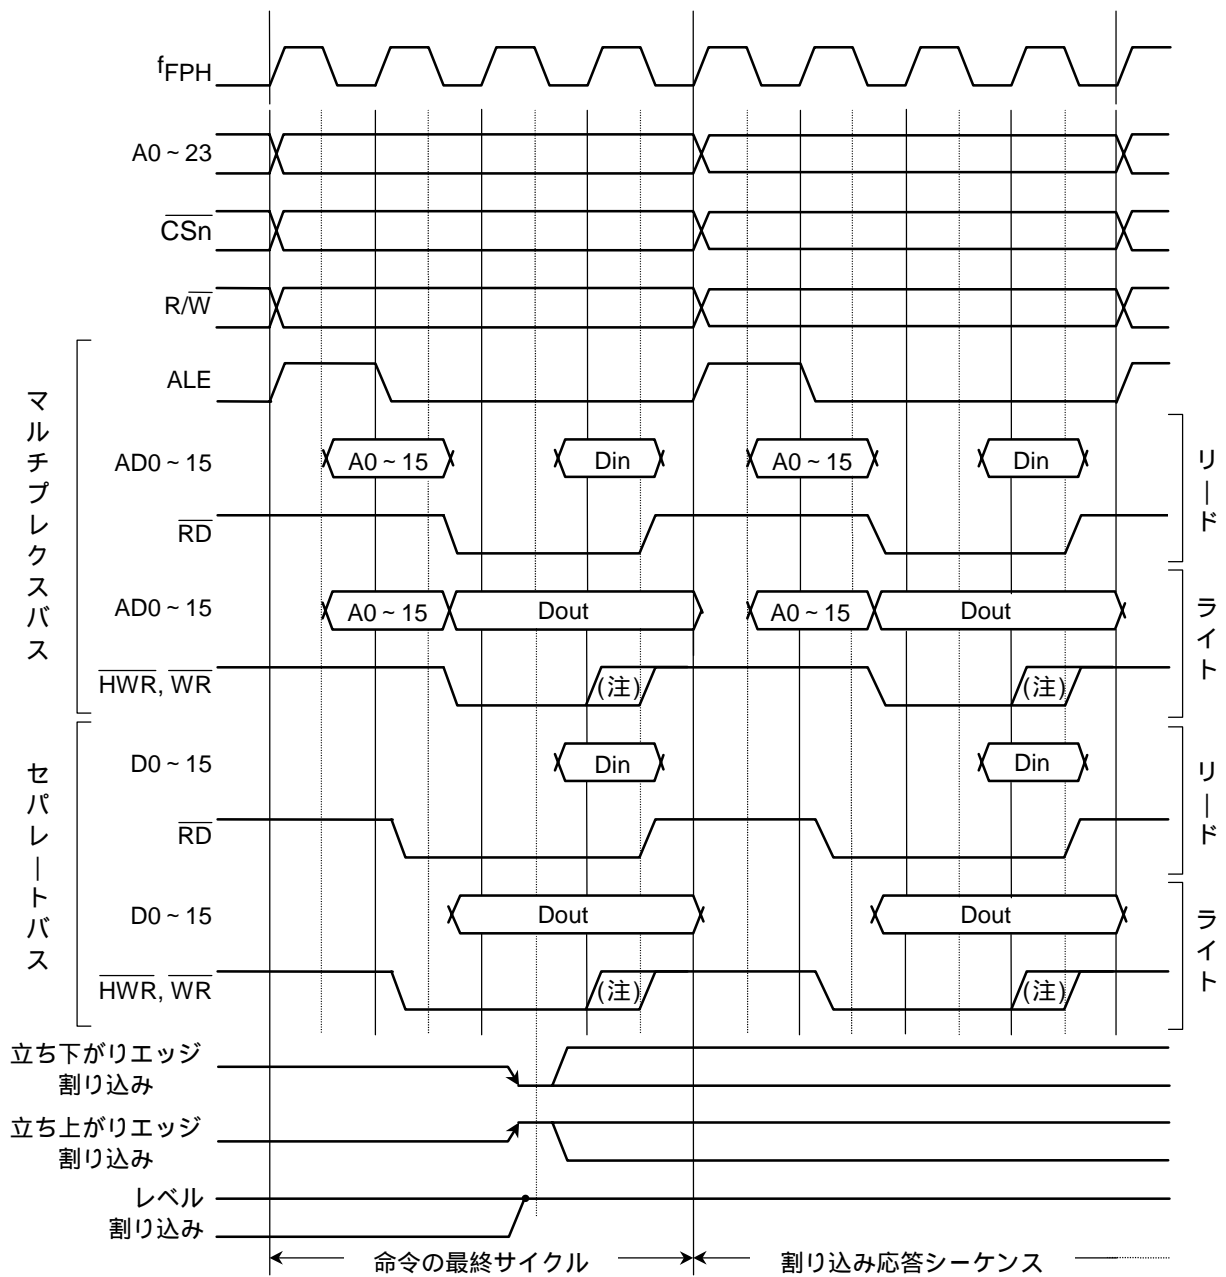 fFPH
A0 ~ 23
CSn
R/W
ALE
マルチプレクスバス
AD0 ~ 15
A0 ~ 15
Din
A0 ~ 15
Din
RD
リード
AD0 ~ 15
A0 ~ 15
Dout
A0 ~ 15
Dout
HWR, WR
(注)
(注)
ライト
セパレートバス
D0 ~ 15
Din
Din
RD
リード
D0 ~ 15
Dout
Dout
HWR, WR
(注)
(注)
ライト
立ち下がりエッジ
割り込み
立ち上がりエッジ
割り込み
レベル
割り込み
命令の最終サイクル
割り込み応答シーケンス